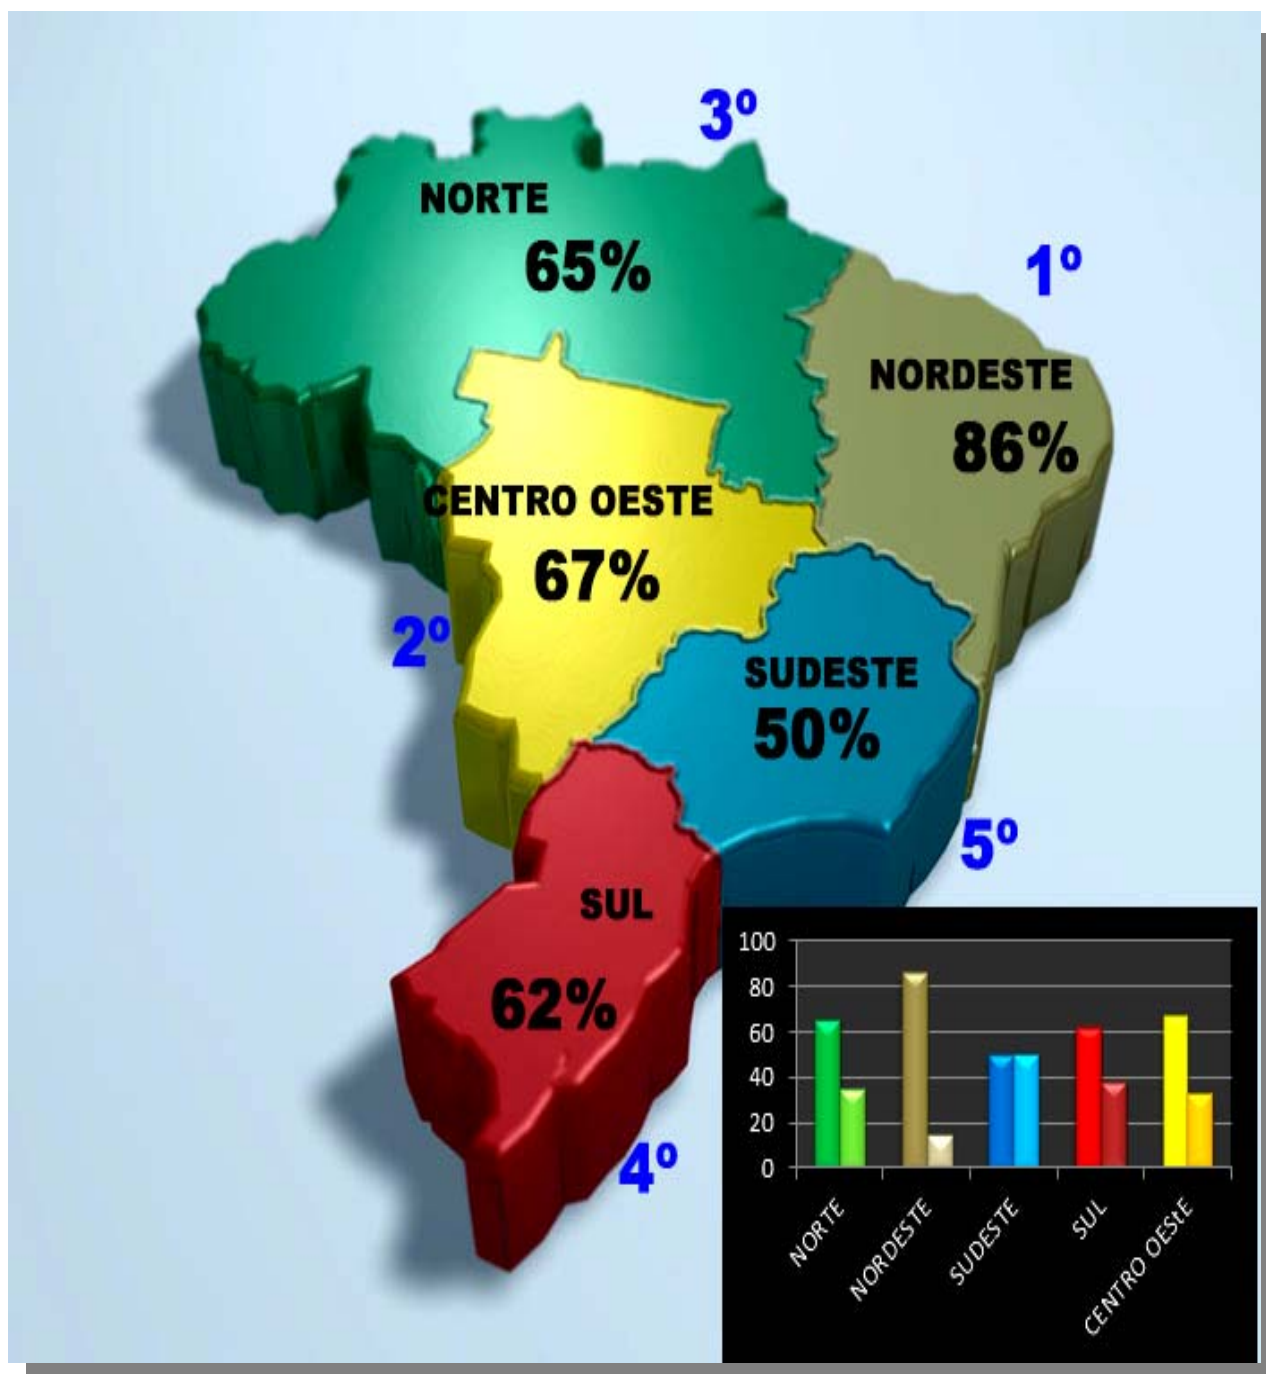 3º
NORTE
65%
1º
NORDESTE
86%
CENTRO OESTE
67%
2º
SUDESTE
50%
5º
SUL
62%
4º
100
80
60
40
20
0
NORTE
NORDESTE
SUDESTE
SUL
CENTRO OEStE